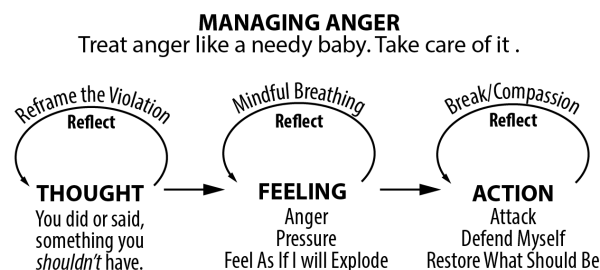 MANAGING ANGER
Treat anger like a needy baby. Take care of it .
Reframe the Violation
Reflect
Mindful Breathing
Reflect
Break/Compassion
Reflect
THOUGHT
You did or said,
something you
shouldn't have.
FEELING
Anger
Pressure
Feel As If I will Explode
ACTION
Attack
Defend Myself
Restore What Should Be